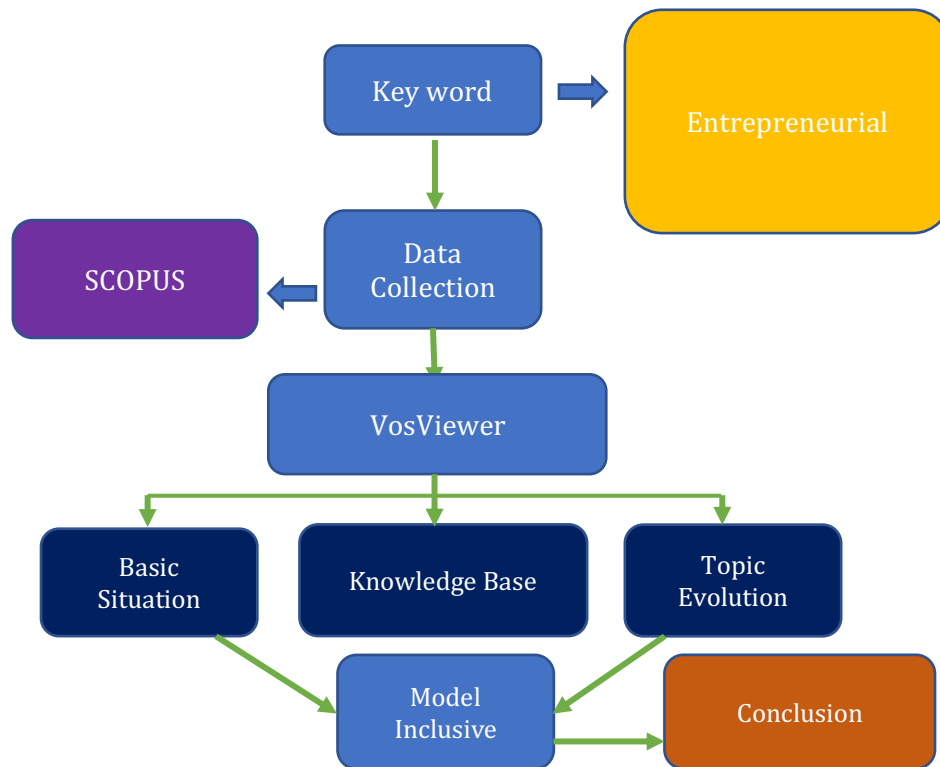 Key word
Entrepreneurial
SCOPUS
Data
Collection
VosViewer
Basic
Situation
Knowledge Base
Topic
Evolution
Model
Inclusive
Conclusion